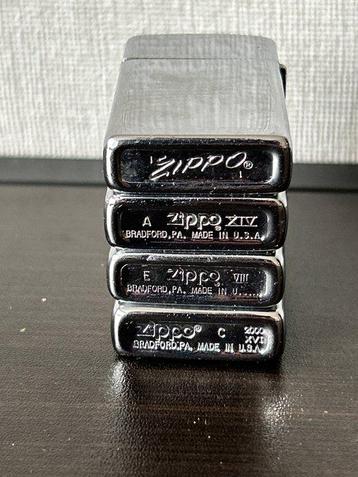 ZIPPO®
A Zippo XIV
BRADFORD, PA. MADE IN U.S.A.
E Zippo VIII
BRADFORD, PA. MADE IN U.....
Zippo® C 2000
XVI
BRADFORD, PA. MADE IN U.S.A.